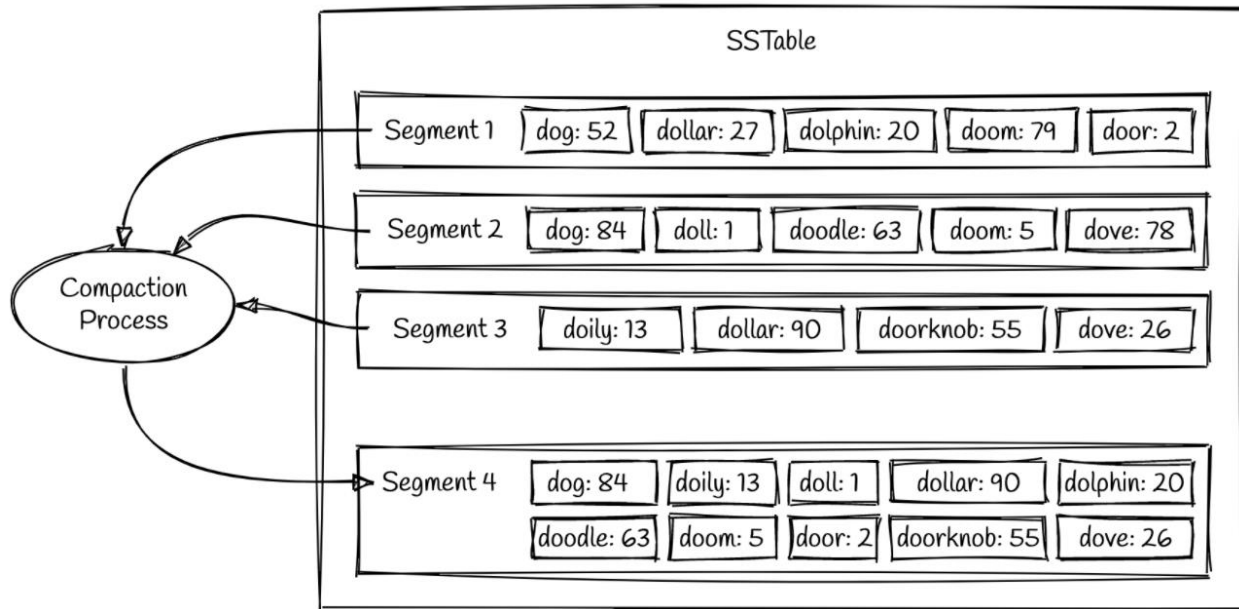 SSTable
Segment 1 dog: 52 dollar: 27 dolphin: 20 doom: 79 door: 2
Segment 2 dog: 84 doll: 1 doodle: 63 doom: 5 dove: 78
Compaction
Process
Segment 3 doily: 13 dollar: 90 doorknob: 55 dove: 26
Segment 4 dog: 84 doily: 13 doll: 1 dollar: 90 dolphin: 20
doodle: 63 doom: 5 door: 2 doorknob: 55 dove: 26